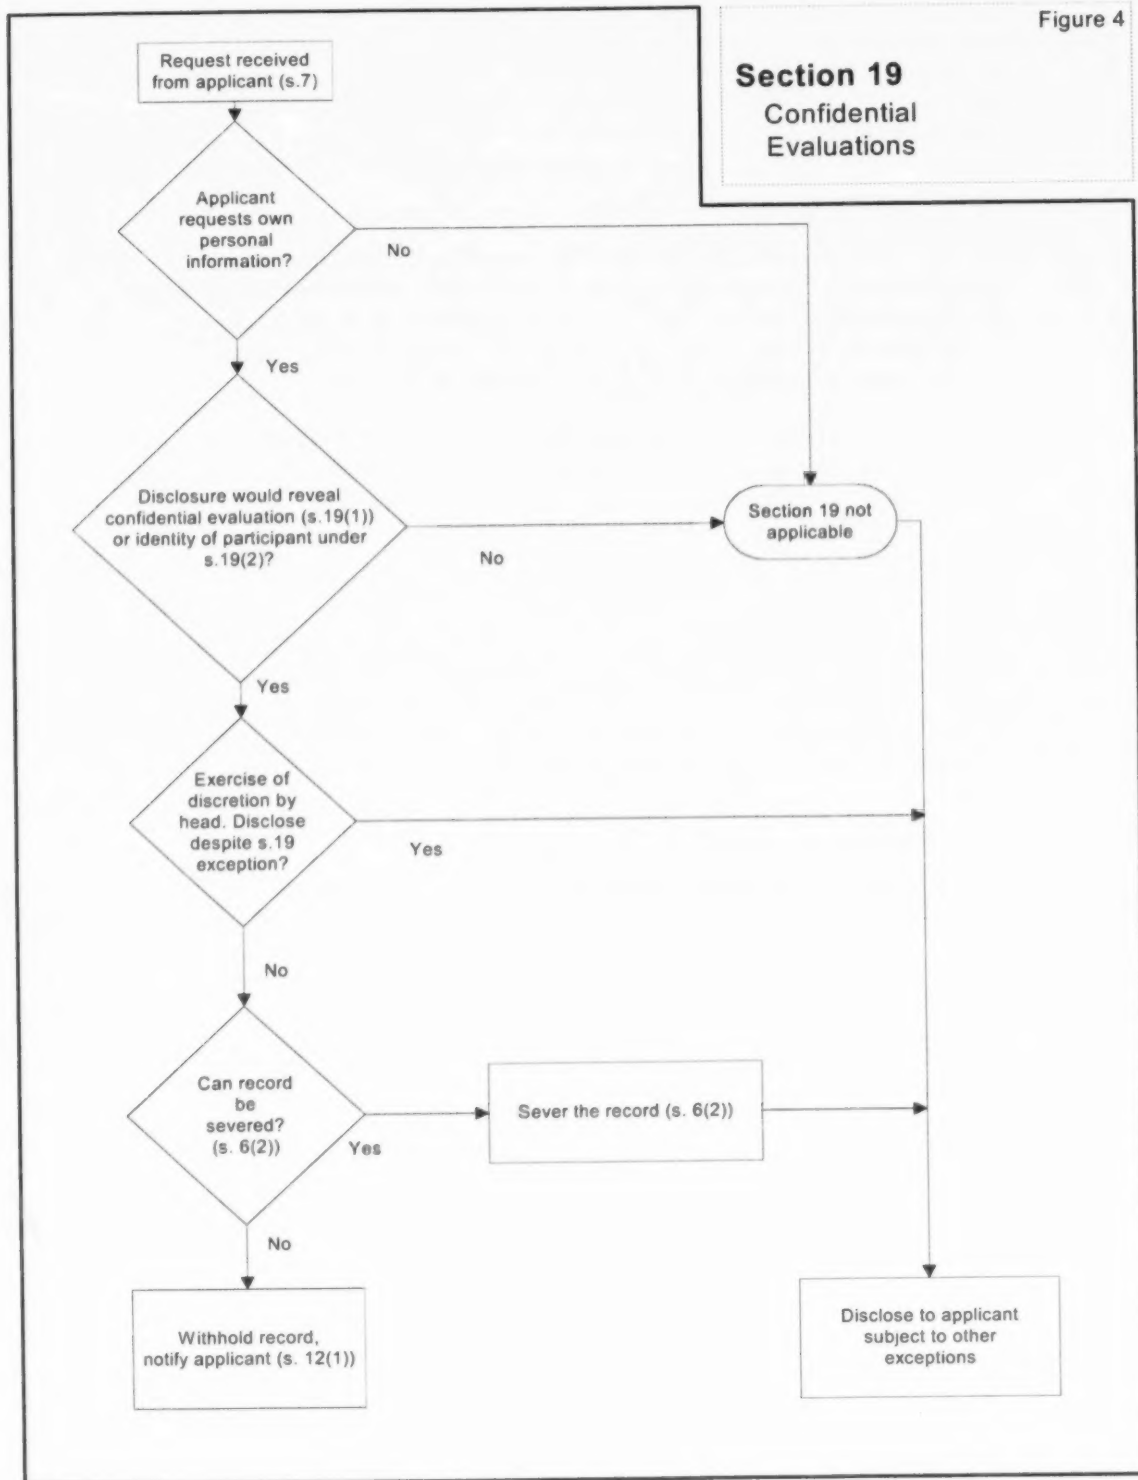 Figure 4
Section 19
Confidential
Evaluations
Request received
from applicant (s.7)
Applicant
requests own
personal
information?
No
Yes
Disclosure would reveal
confidential evaluation (s.19(1))
or identity of participant under
s.19(2)?
No
Section 19 not
applicable
Yes
Exercise of
discretion by
head. Disclose
despite s.19
exception?
Yes
No
Can record
be
severed?
(s. 6(2))
Yes
Sever the record (s. 6(2))
No
Withhold record,
notify applicant (s. 12(1))
Disclose to applicant
subject to other
exceptions